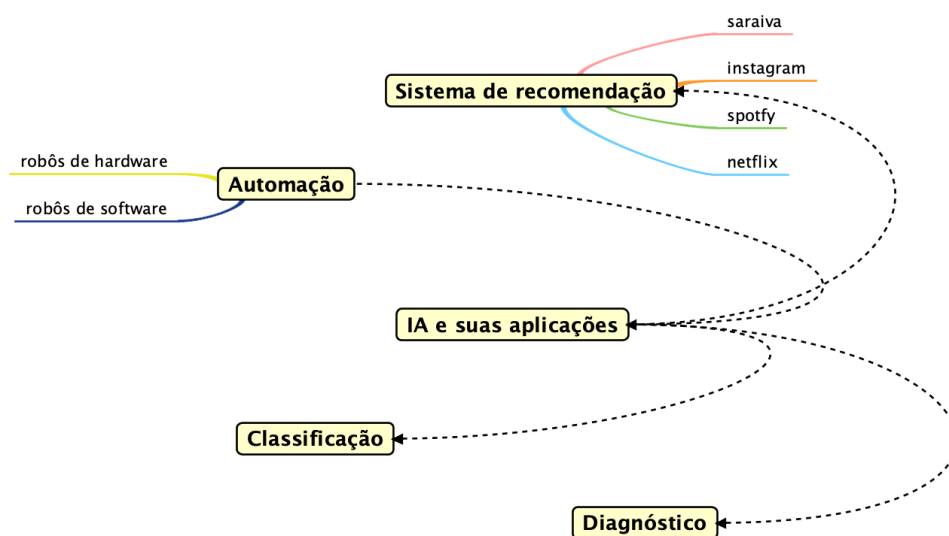 saraiva
instagram
Sistema de recomendação
spotfy
netflix
robôs de hardware
Automação
robôs de software
IA e suas aplicações
Classificação
Diagnóstico